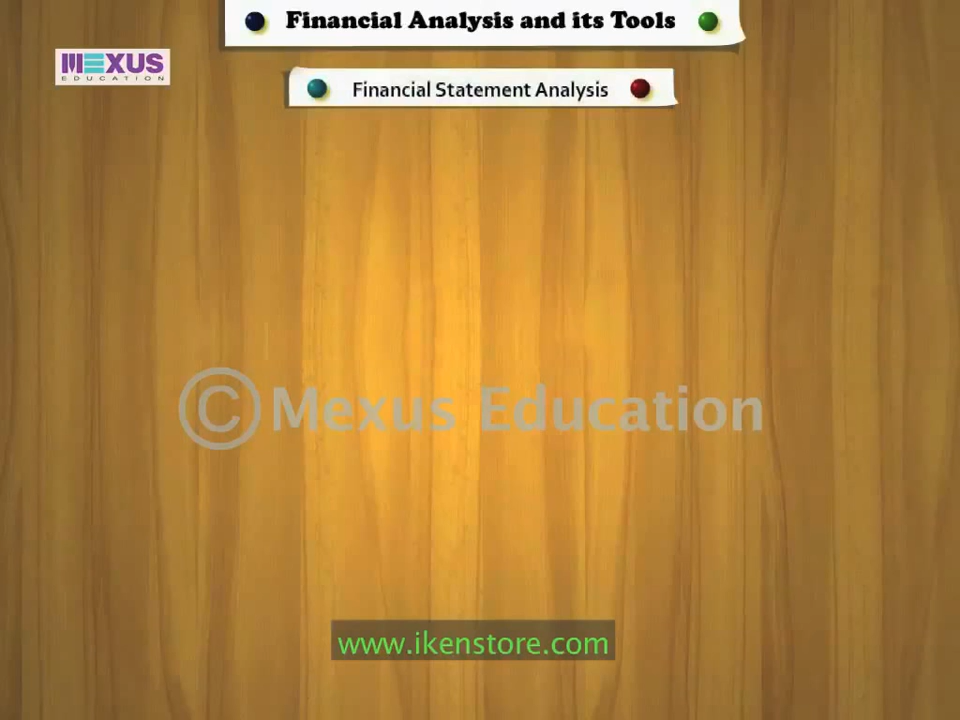 Financial Analysis and its Tools
MEXUS
EDUCATION
Financial Statement Analysis
© Mexus Education
www.ikenstore.com